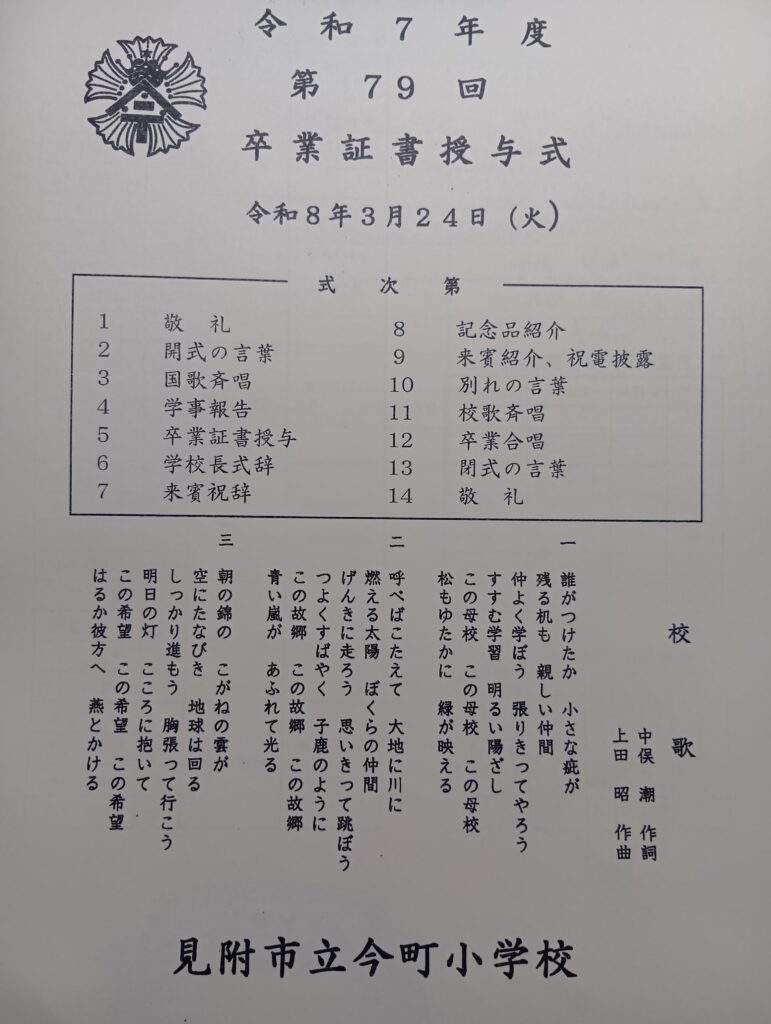 令和7年度
第79回
卒業証書授与式
令和8年3月24日（火）
式次第
1 敬礼
2 開式の言葉
3 国歌斉唱
4 学事報告
5 卒業証書授与
6 学校長式辞
7 来賓祝辞
8 記念品紹介
9 来賓紹介、祝電披露
10 別れの言葉
11 校歌斉唱
12 卒業合唱
13 閉式の言葉
14 敬礼
校歌
中俣 潮 作詞
上田 昭 作曲
一 誰がつけたか 小さな疵が
残る机も 親しい仲間
仲よく学ぼう 張りきってやろう
すすむ学習 明るい陽ざし
この母校 この母校 この母校
松もゆたかに 緑が映える
二 呼べばこたえて 大地に川に
燃える太陽 ぼくらの仲間
げんきに走ろう 思いきって跳ぼう
つよくすばやく 子鹿のように
この故郷 この故郷 この故郷
青い嵐が あふれて光る
三 朝の錦の こがねの雲が
空にたなびき 地球は回る
しっかり進もう 胸張って行こう
明日の灯 こころに抱いて
この希望 この希望 この希望
はるか彼方へ 燕とかける
見附市立今町小学校